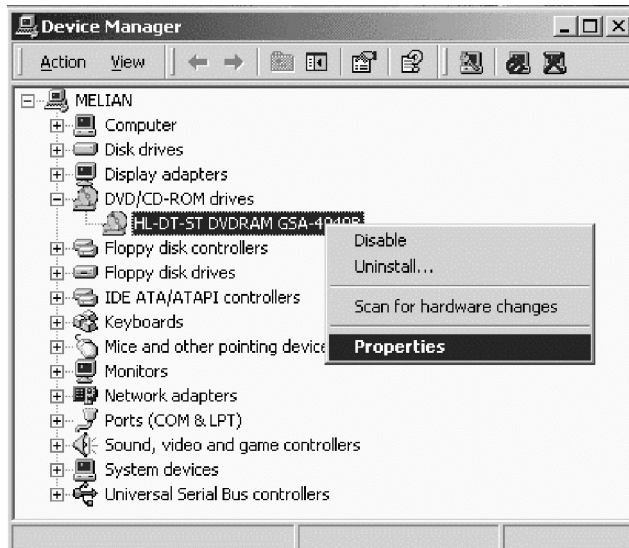 Device Manager
Action View
MELIAN
Computer
Disk drives
Display adapters
DVD/CD-ROM drives
HL-DT-ST DVDRAM GSA-4040B
Disable
Floppy disk controllers
Uninstall...
Floppy disk drives
IDE ATA/ATAPI controllers
Scan for hardware changes
Keyboards
Mice and other pointing device
Properties
Monitors
Network adapters
Ports (COM & LPT)
Sound, video and game controllers
System devices
Universal Serial Bus controllers